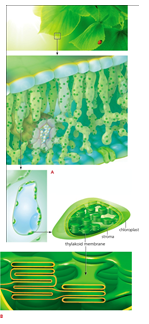 A
chloroplast
stroma
thylakoid membrane
B